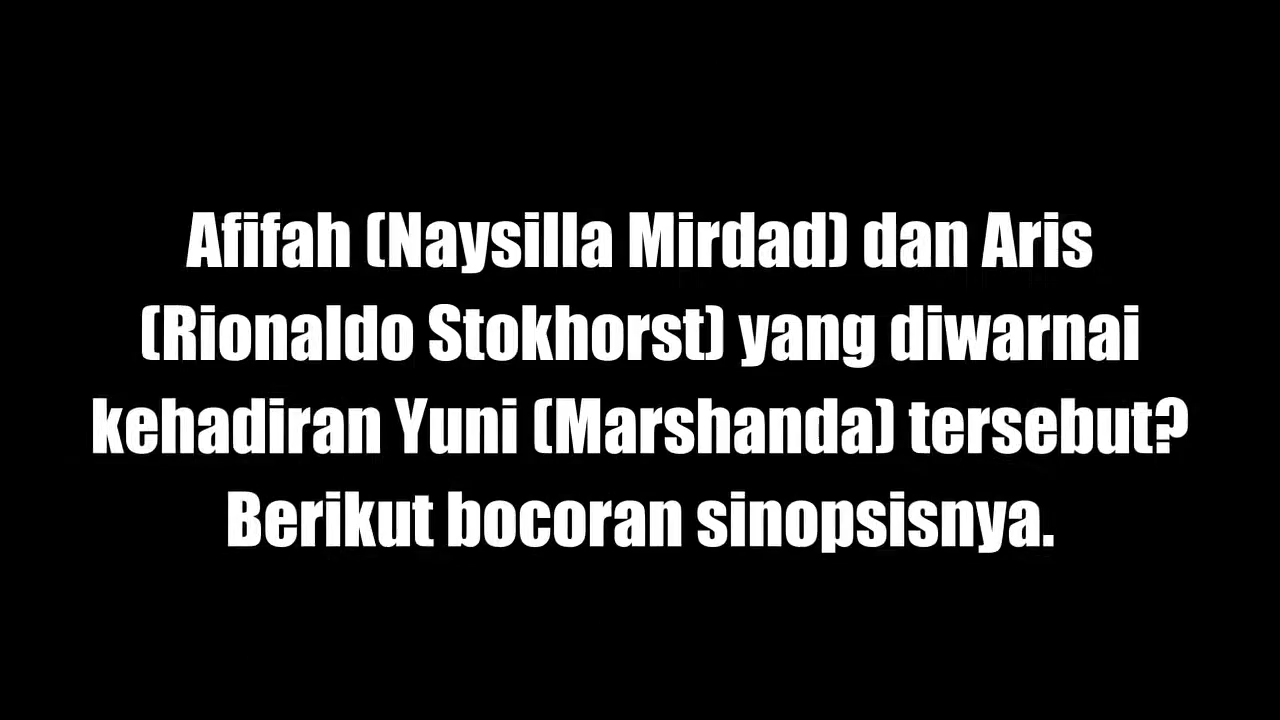 Afifah (Naysilla Mirdad) dan Aris
(Rionaldo Stokhorst) yang diwarnai
kehadiran Yuni (Marshanda) tersebut?
Berikut bocoran sinopsisnya.